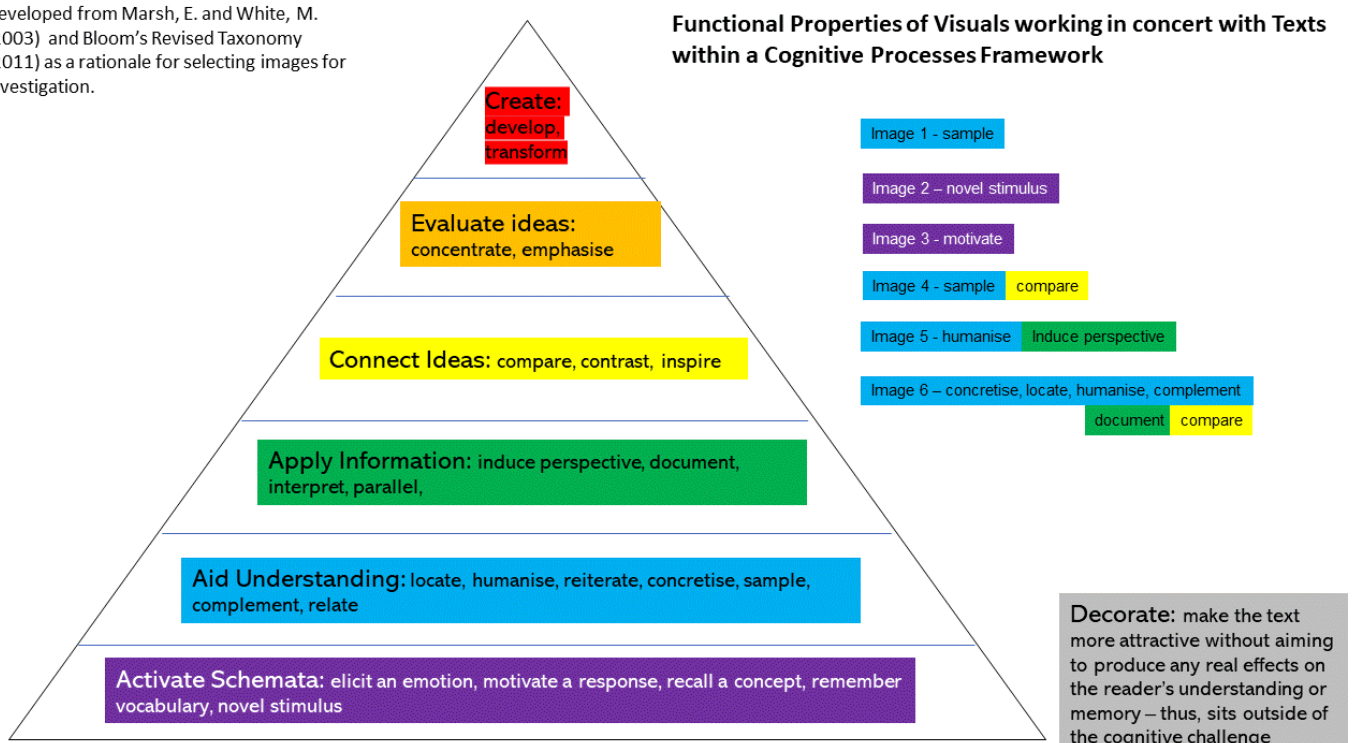 eveloped from Marsh, E. and White, M.
2003) and Bloom's Revised Taxonomy
2011) as a rationale for selecting images for
vestigation.
Functional Properties of Visuals working in concert with Texts
within a Cognitive Processes Framework
Create:
develop,
transform
Evaluate ideas:
concentrate, emphasise
Connect Ideas: compare, contrast, inspire
Apply Information: induce perspective, document,
interpret, parallel,
Aid Understanding: locate, humanise, reiterate, concretise, sample,
complement, relate
Activate Schemata: elicit an emotion, motivate a response, recall a concept, remember
vocabulary, novel stimulus
Image 1 - sample
Image 2 – novel stimulus
Image 3 - motivate
Image 4 - sample compare
Image 5 - humanise Induce perspective
Image 6 – concretise, locate, humanise, complement
document compare
Decorate: make the text
more attractive without aiming
to produce any real effects on
the reader's understanding or
memory – thus, sits outside of
the cognitive challenge